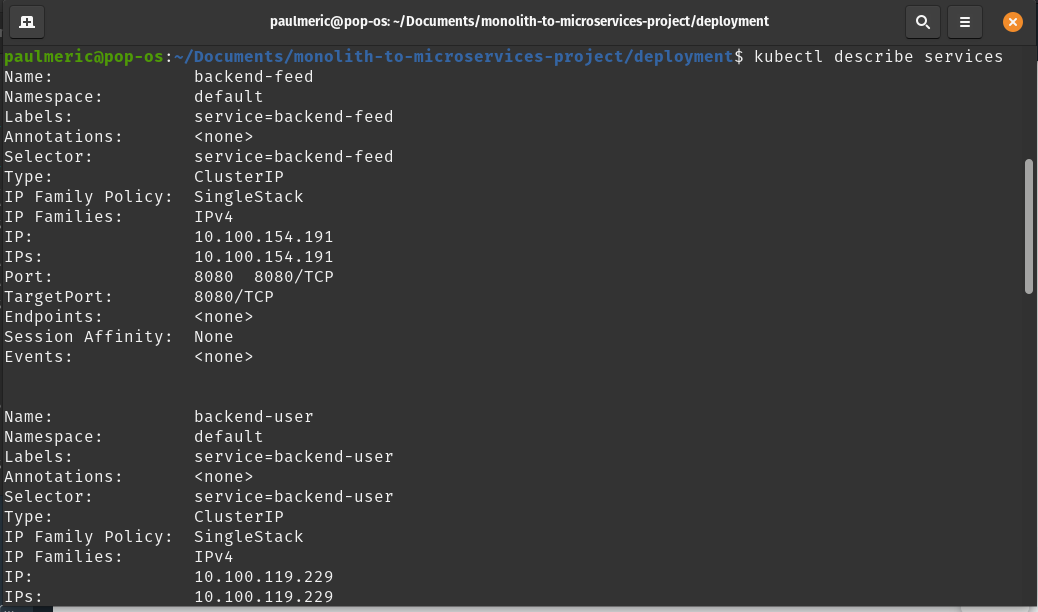 paulmeric@pop-os: ~/Documents/monolith-to-microservices-project/deployment
paulmeric@pop-os:~/Documents/monolith-to-microservices-project/deployment$ kubectl describe services
Name:              backend-feed
Namespace:         default
Labels:            service=backend-feed
Annotations:       <none>
Selector:          service=backend-feed
Type:              ClusterIP
IP Family Policy:  SingleStack
IP Families:       IPv4
IP:                10.100.154.191
IPs:               10.100.154.191
Port:              8080  8080/TCP
TargetPort:        8080/TCP
Endpoints:         <none>
Session Affinity:  None
Events:            <none>
Name:              backend-user
Namespace:         default
Labels:            service=backend-user
Annotations:       <none>
Selector:          service=backend-user
Type:              ClusterIP
IP Family Policy:  SingleStack
IP Families:       IPv4
IP:                10.100.119.229
IPs:               10.100.119.229